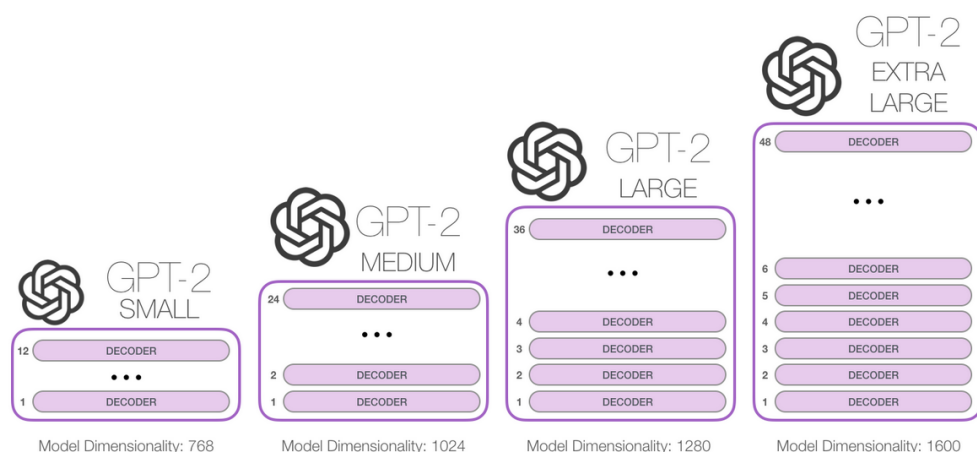 GPT-2
SMALL
12 DECODER
...
1 DECODER
Model Dimensionality: 768
GPT-2
MEDIUM
24 DECODER
...
2 DECODER
1 DECODER
Model Dimensionality: 1024
GPT-2
LARGE
36 DECODER
...
4 DECODER
3 DECODER
2 DECODER
1 DECODER
Model Dimensionality: 1280
GPT-2
EXTRA
LARGE
48 DECODER
...
6 DECODER
5 DECODER
4 DECODER
3 DECODER
2 DECODER
1 DECODER
Model Dimensionality: 1600